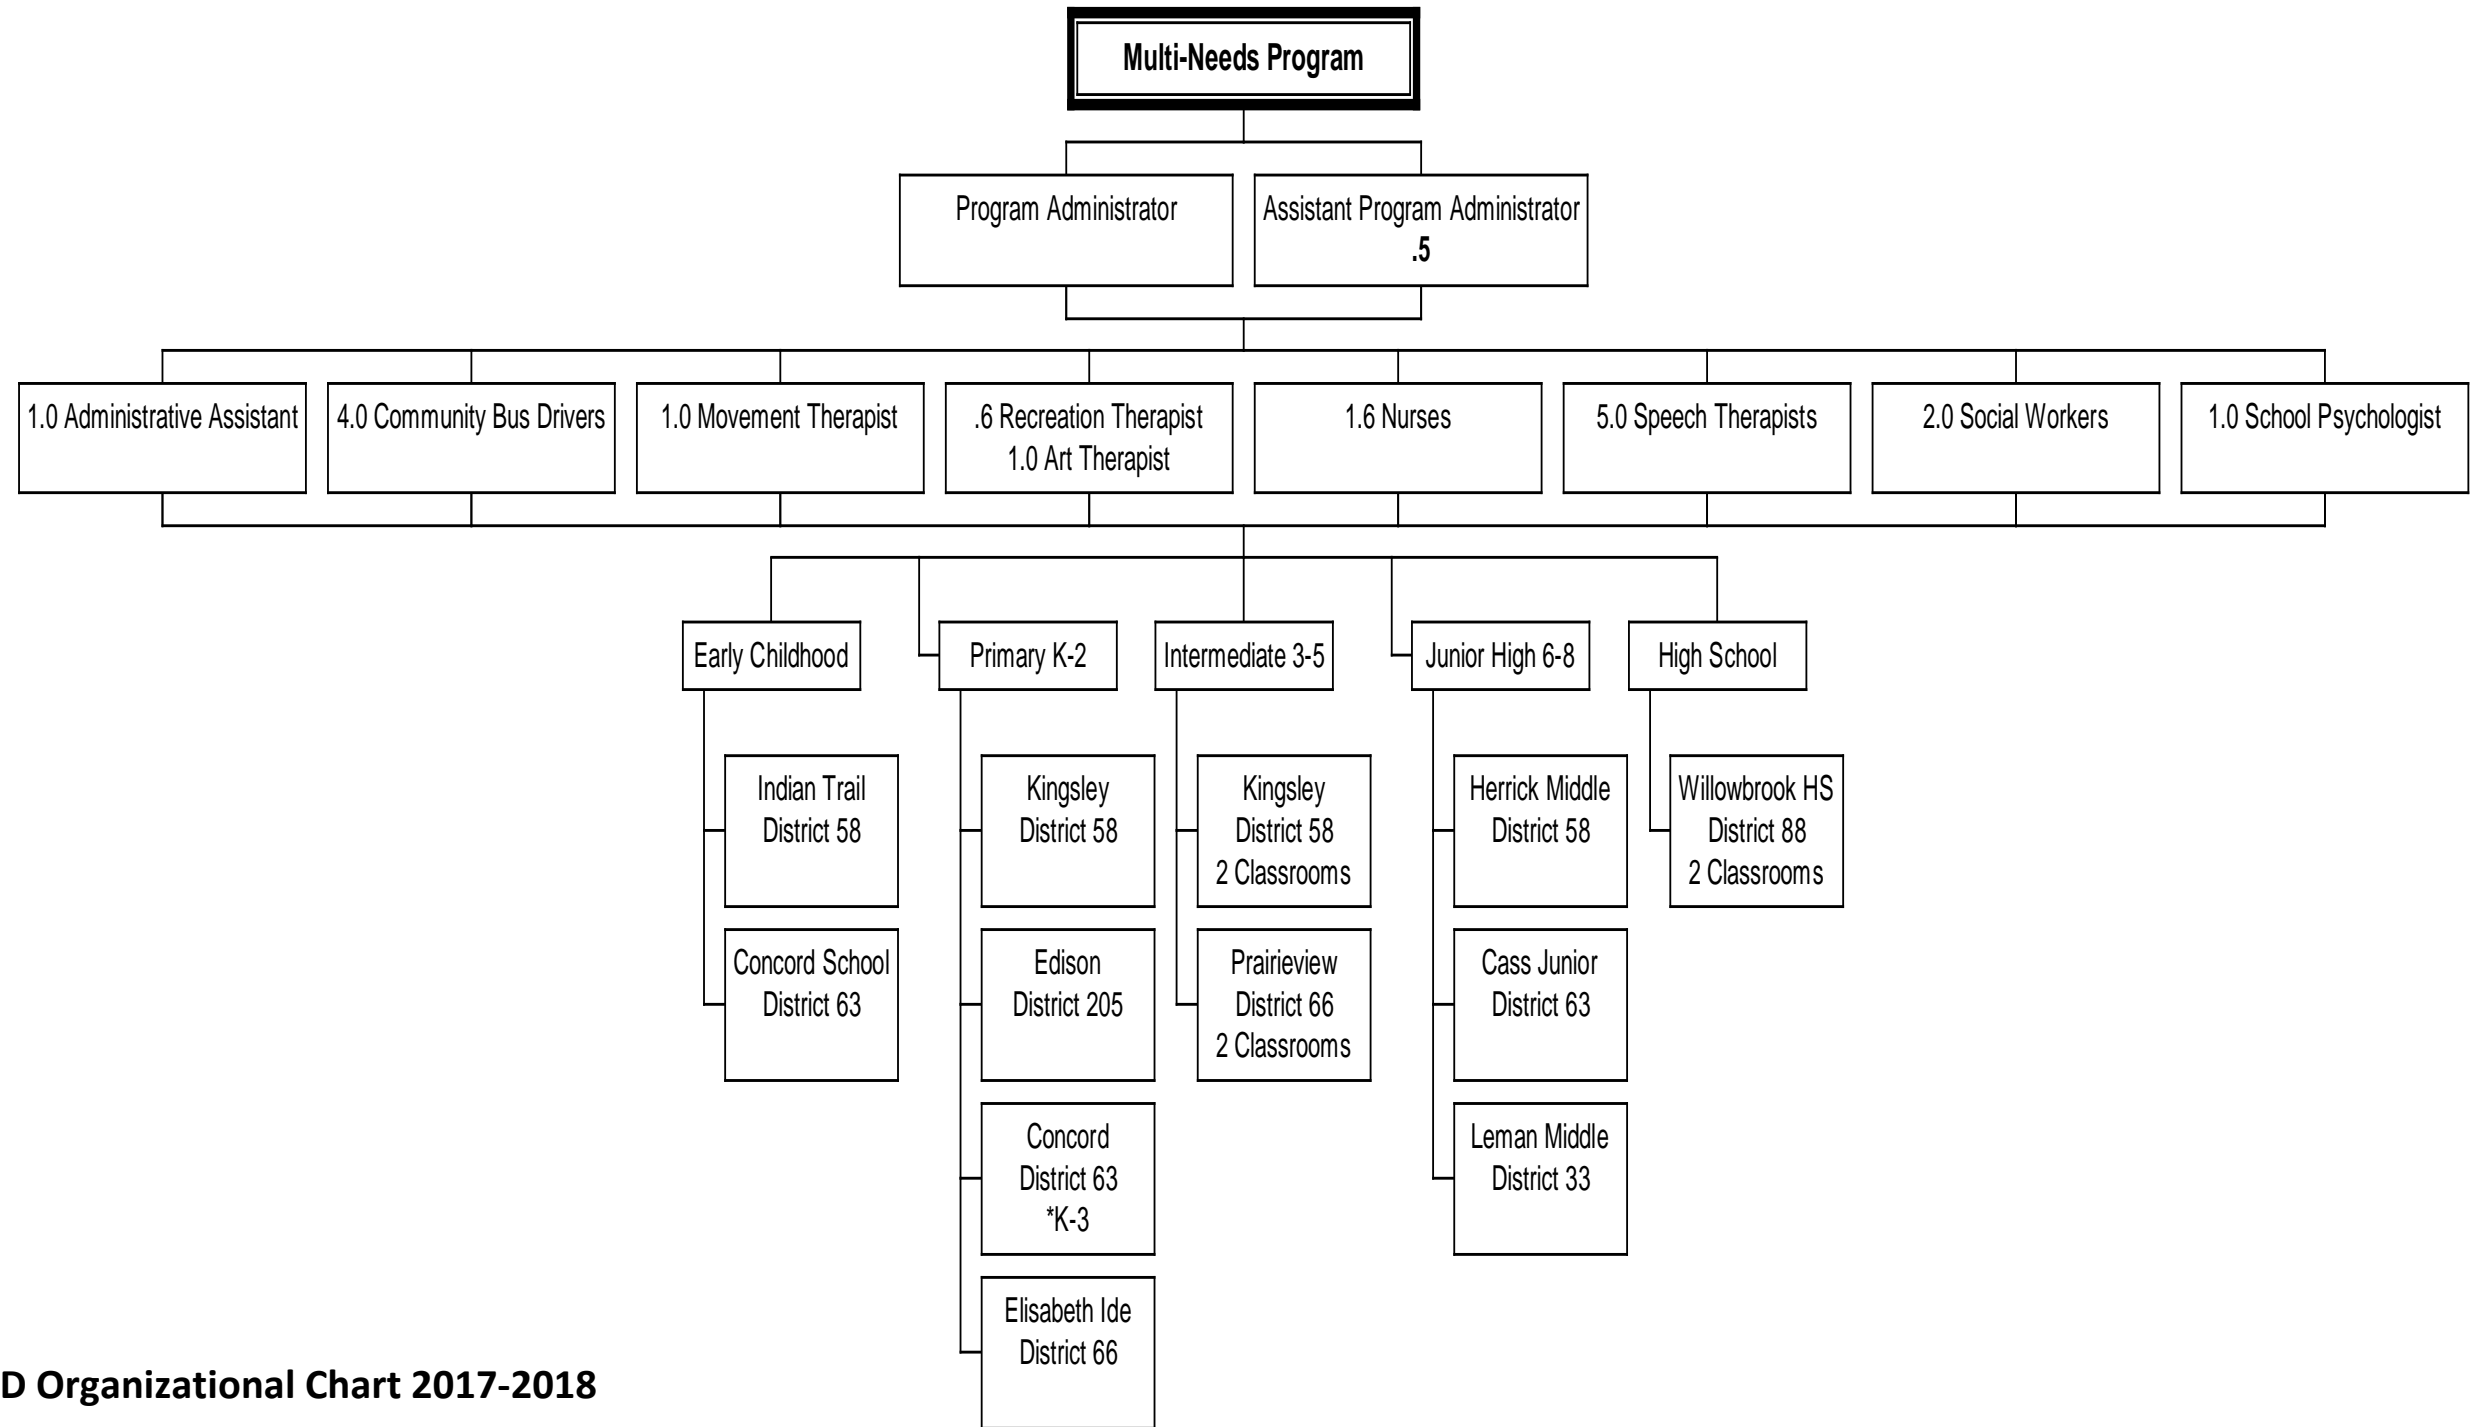 Multi-Needs Program
Program Administrator
Assistant Program Administrator
.5
1.0 Administrative Assistant
4.0 Community Bus Drivers
1.0 Movement Therapist
.6 Recreation Therapist
1.0 Art Therapist
1.6 Nurses
5.0 Speech Therapists
2.0 Social Workers
1.0 School Psychologist
Early Childhood
Indian Trail
District 58
Concord School
District 63
Primary K-2
Kingsley
District 58
Edison
District 205
Concord
District 63
*K-3
Elisabeth Ide
District 66
Intermediate 3-5
Kingsley
District 58
2 Classrooms
Prairieview
District 66
2 Classrooms
Junior High 6-8
Herrick Middle
District 58
Cass Junior
District 63
Leman Middle
District 33
High School
Willowbrook HS
District 88
2 Classrooms
D Organizational Chart 2017-2018